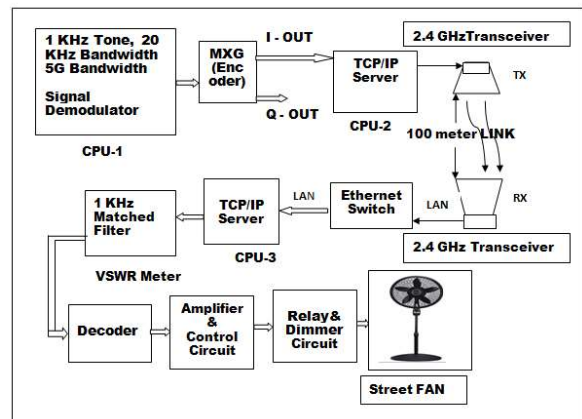 1 KHz Tone, 20
KHz Bandwidth
5G Bandwidth
Signal
Demodulator
CPU-1
MXG
(Enc
oder)
I - OUT
Q - OUT
TCP/IP
Server
CPU-2
2.4 GHzTransceiver
TX
100 meter LINK
RX
2.4 GHz Transceiver
LAN
Ethernet
Switch
LAN
TCP/IP
Server
CPU-3
1 KHz
Matched
Filter
VSWR Meter
Decoder
Amplifier
&
Control
Circuit
Relay&
Dimmer
Circuit
Street FAN